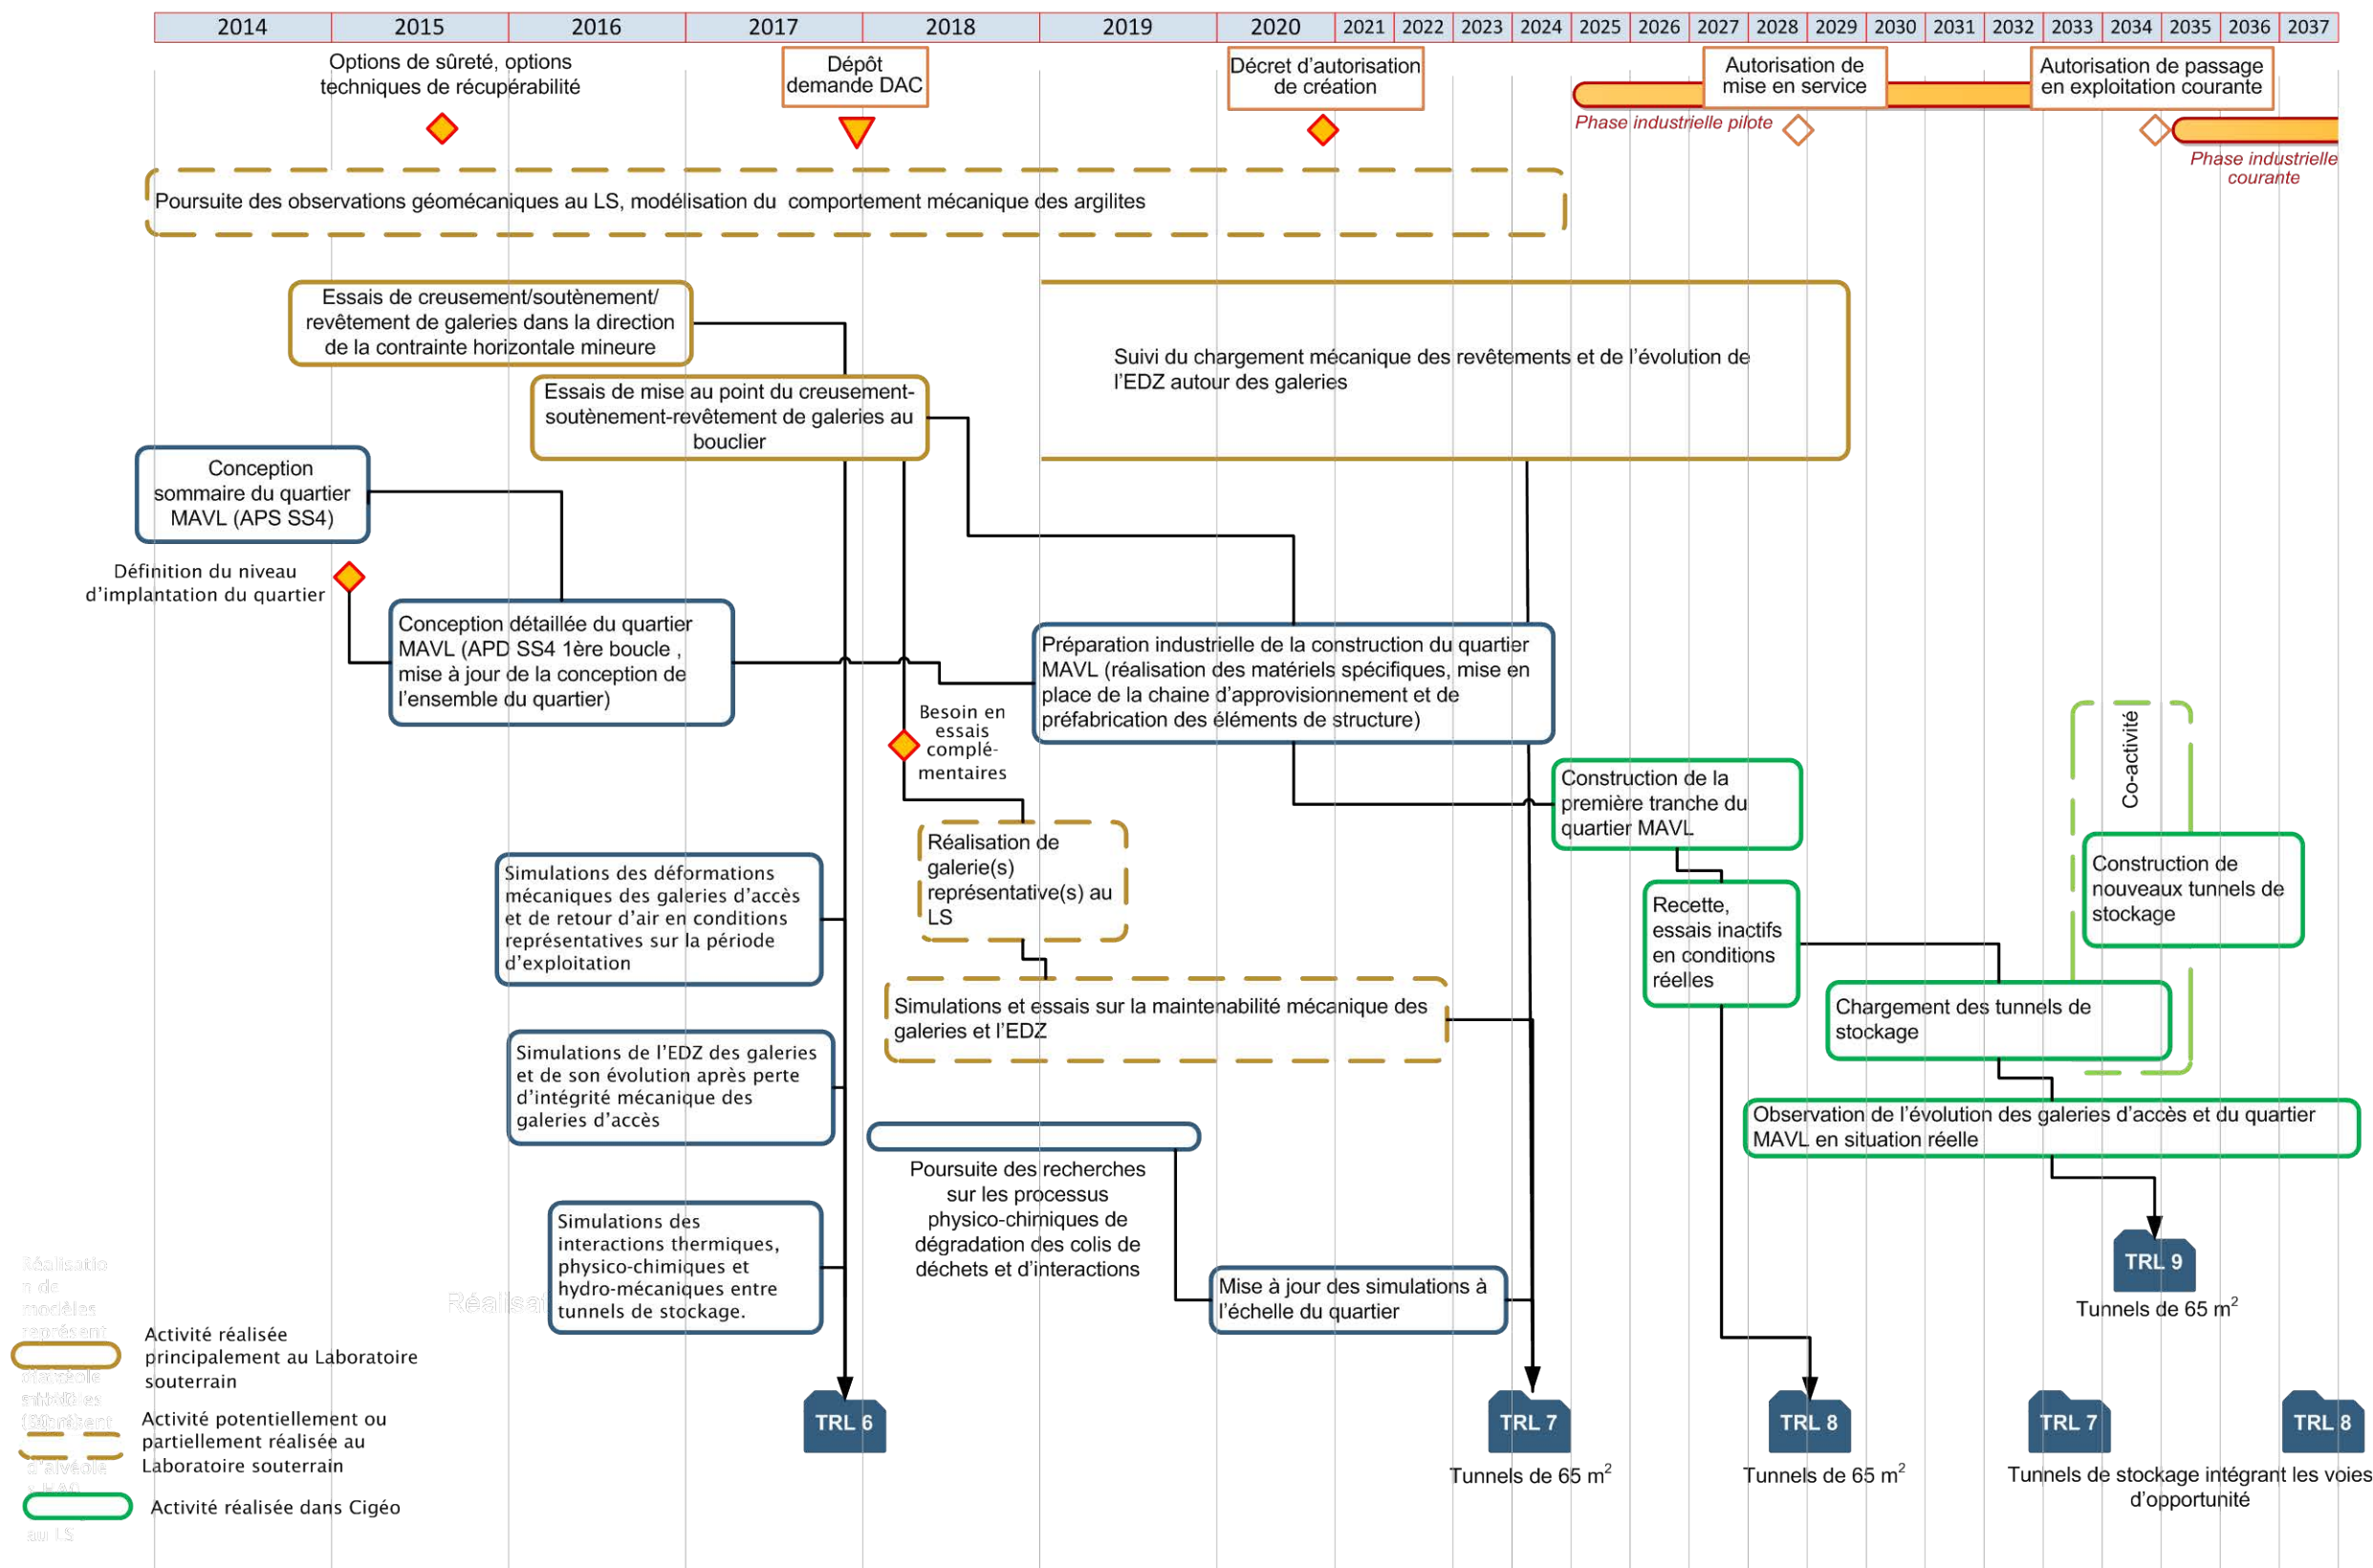 2014 2015 2016 2017 2018 2019 2020 2021 2022 2023 2024 2025 2026 2027 2028 2029 2030 2031 2032 2033 2034 2035 2036 2037
Options de sûreté, options
techniques de récupérabilité
Dépôt
demande DAC
Décret d’autorisation
de création
Autorisation de
mise en service
Autorisation de passage
en exploitation courante
Phase industrielle pilote
Phase industrielle
courante
Poursuite des observations géomécaniques au LS, modélisation du comportement mécanique des argilites
Essais de creusement/soutènement/
revêtement de galeries dans la direction
de la contrainte horizontale mineure
Suivi du chargement mécanique des revêtements et de l’évolution de
l’EDZ autour des galeries
Essais de mise au point du creusement-
soutènement-revêtement de galeries au
bouclier
Conception
sommaire du quartier
MAVL (APS SS4)
Définition du niveau
d’implantation du quartier
Conception détaillée du quartier
MAVL (APD SS4 1ère boucle ,
mise à jour de la conception de
l’ensemble du quartier)
Préparation industrielle de la construction du quartier
MAVL (réalisation des matériels spécifiques, mise en
place de la chaine d’approvisionnement et de
préfabrication des éléments de structure)
Besoin en
essais
complé-
mentaires
Co-activité
Construction de la
première tranche du
quartier MAVL
Réalisation de
galerie(s)
représentative(s) au
LS
Construction de
nouveaux tunnels de
stockage
Simulations des déformations
mécaniques des galeries d’accès
et de retour d’air en conditions
représentatives sur la période
d’exploitation
Recette,
essais inactifs
en conditions
réelles
Simulations et essais sur la maintenabilité mécanique des
galeries et l’EDZ
Chargement des tunnels de
stockage
Simulations de l’EDZ des galeries
et de son évolution après perte
d’intégrité mécanique des
galeries d’accès
Observation de l’évolution des galeries d’accès et du quartier
MAVL en situation réelle
Poursuite des recherches
sur les processus
physico-chimiques de
dégradation des colis de
déchets et d’interactions
Simulations des
interactions thermiques,
physico-chimiques et
hydro-mécaniques entre
tunnels de stockage.
Mise à jour des simulations à
l’échelle du quartier
TRL 9
Tunnels de 65 m²
Réalisatio
n de
modèles
représent
Réalisat
Activité réalisée
principalement au Laboratoire
souterrain
Activité potentiellement ou
partiellement réalisée au
Laboratoire souterrain
Activité réalisée dans Cigéo
au LS
TRL 6
TRL 7
Tunnels de 65 m²
TRL 8
Tunnels de 65 m²
TRL 7
TRL 8
Tunnels de stockage intégrant les voies
d’opportunité